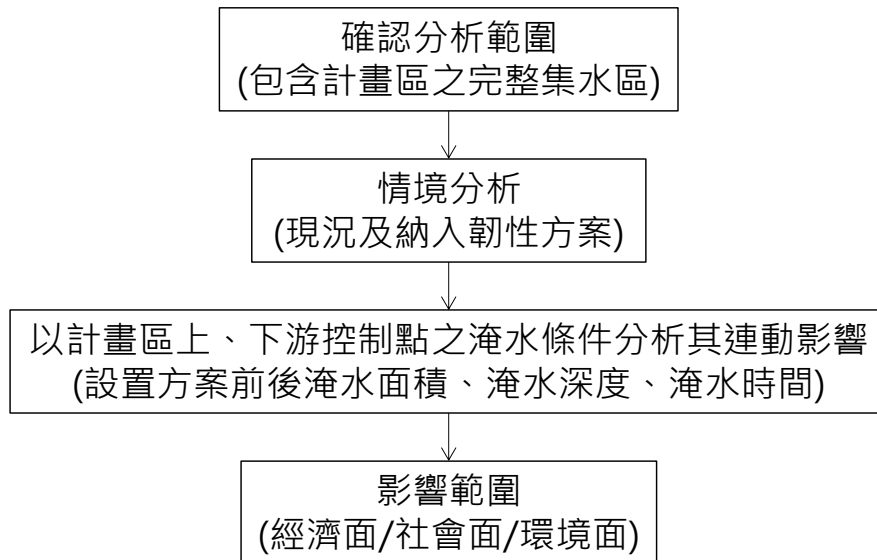 確認分析範圍
(包含計畫區之完整集水區)
情境分析
(現況及納入韌性方案)
以計畫區上、下游控制點之淹水條件分析其連動影響
(設置方案前後淹水面積、淹水深度、淹水時間)
影響範圍
(經濟面/社會面/環境面)